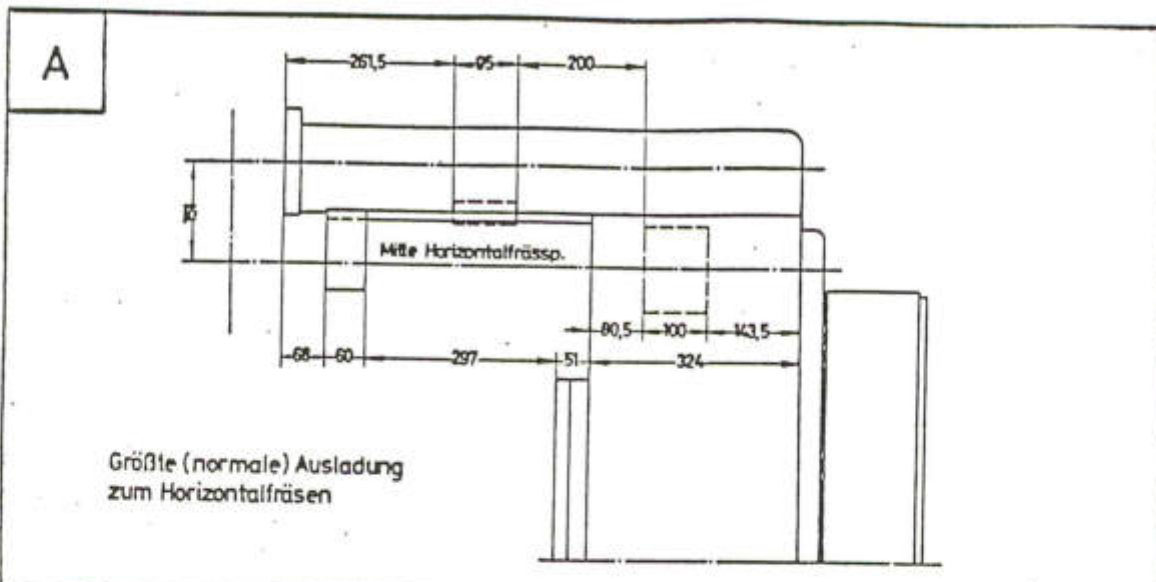 A
261,5 95 200
Mitte Horizontalfrässp.
80,5 100 143,5
68 60 297 51 324
Größte (normale) Ausladung
zum Horizontalfräsen